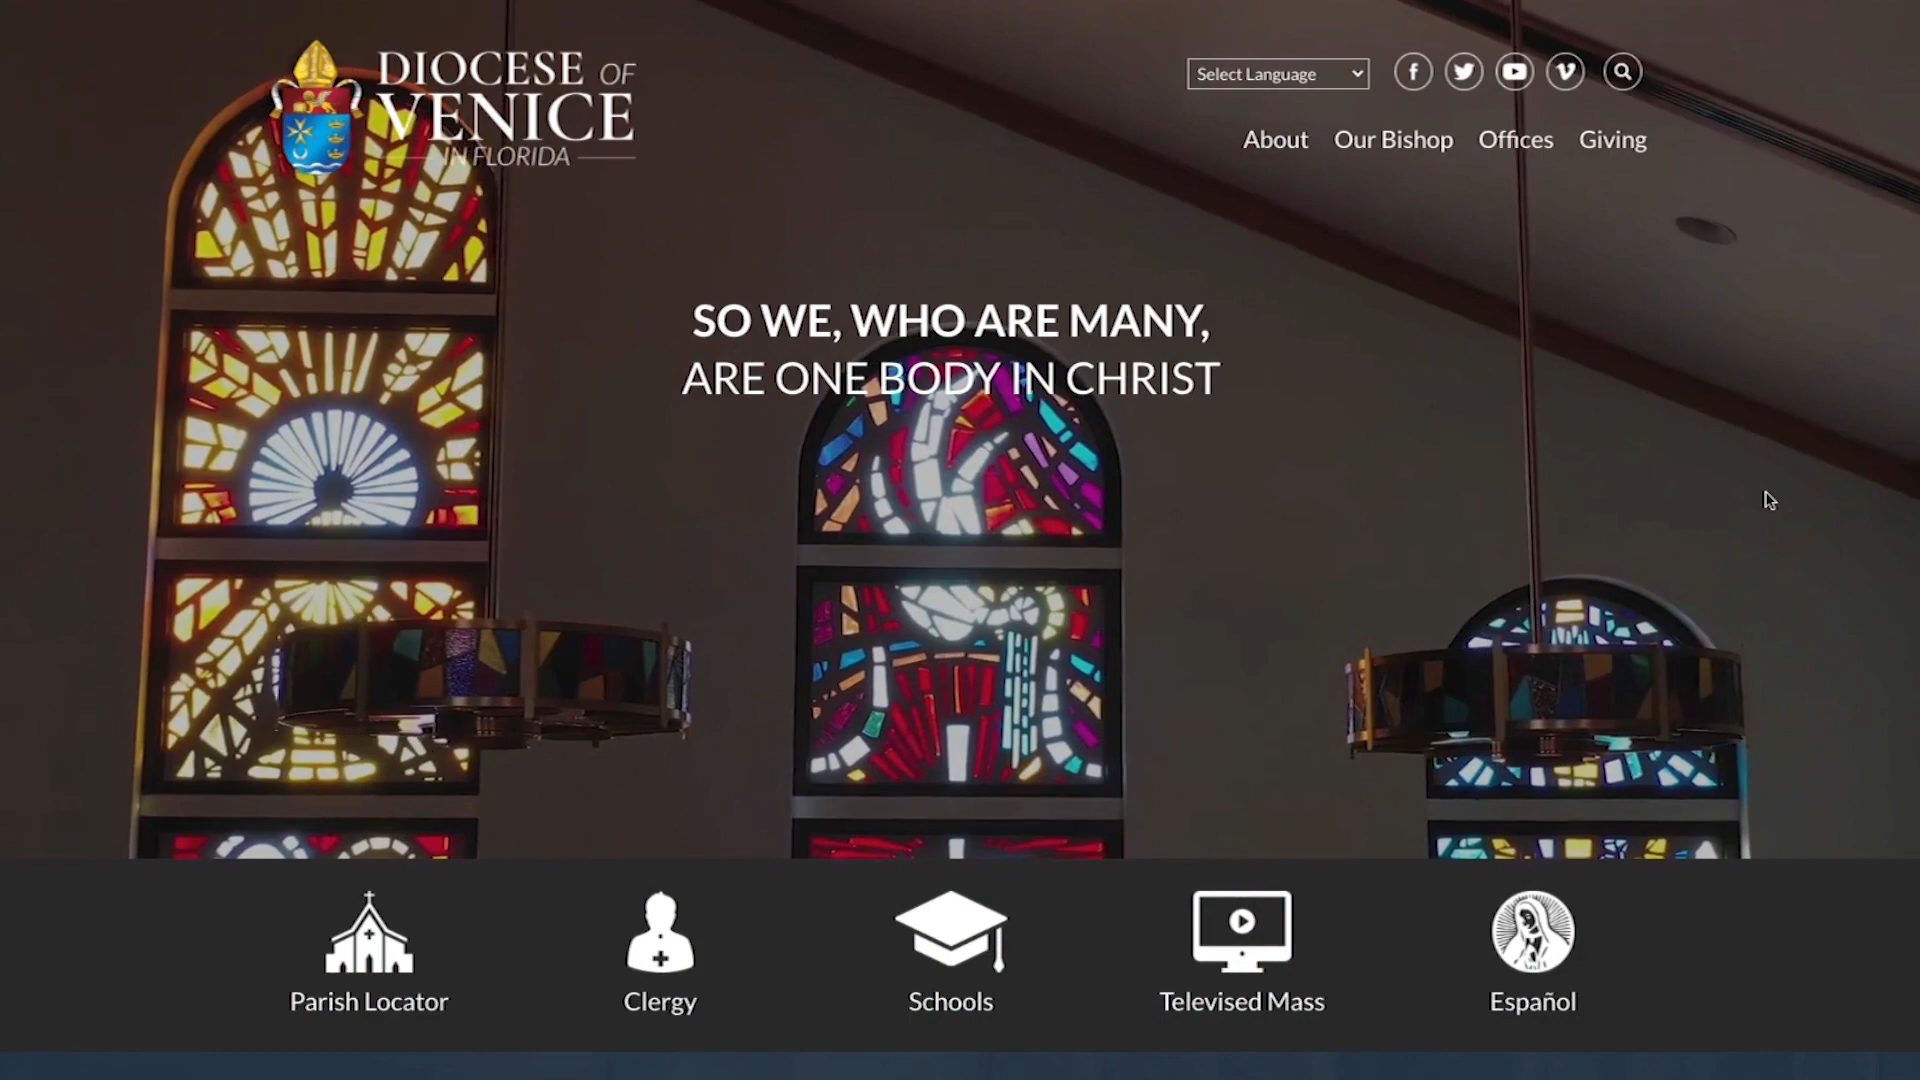 DIOCESE OF
VENICE
IN FLORIDA
Select Language
About Our Bishop Offices Giving
SO WE, WHO ARE MANY,
ARE ONE BODY IN CHRIST
Parish Locator
Clergy
Schools
Televised Mass
Español